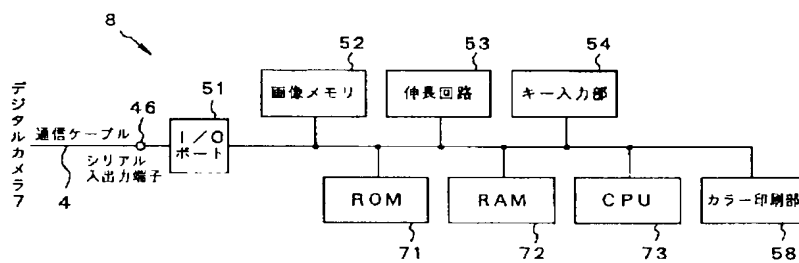 8
52
53
54
デジタルカメラ7
通信ケーブル
46
51
I/O
ポート
画像メモリ
伸長回路
キー入力部
シリアル
入出力端子
4
ROM
RAM
CPU
カラー印刷部
71
72
73
58